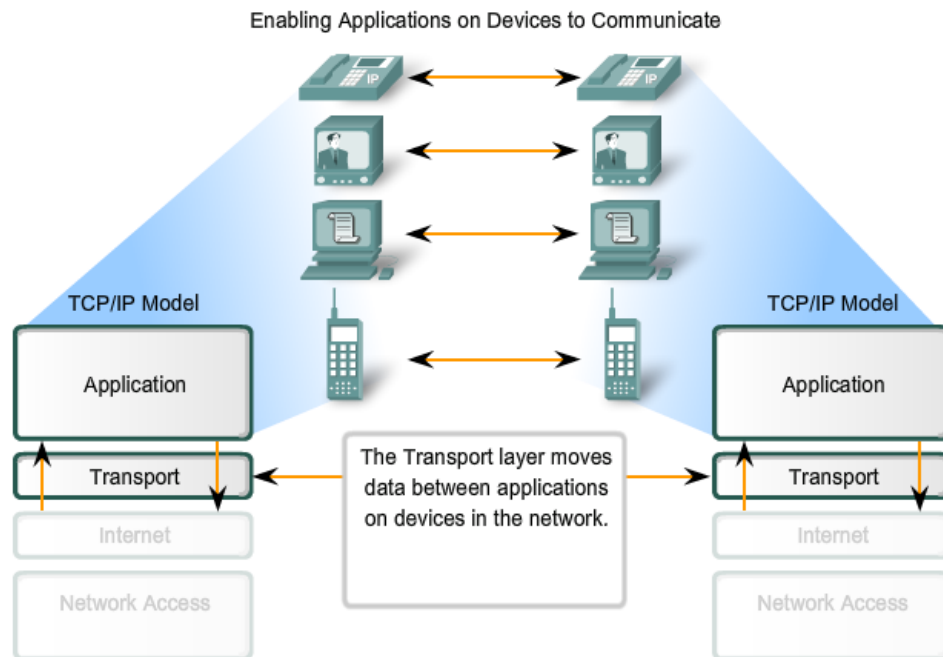 Enabling Applications on Devices to Communicate
IP
IP
TCP/IP Model
TCP/IP Model
Application
Application
The Transport layer moves
data between applications
on devices in the network.
Transport
Transport
Internet
Internet
Network Access
Network Access